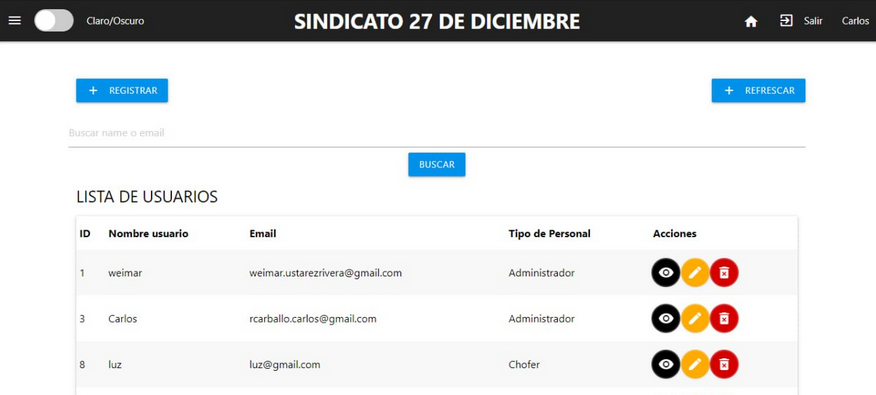 Claro/Oscuro SINDICATO 27 DE DICIEMBRE Salir Carlos
+ REGISTRAR + REFRESCAR
Buscar name o email
BUSCAR
LISTA DE USUARIOS
ID Nombre usuario Email Tipo de Personal Acciones
1 weimar weimar.ustarezrivera@gmail.com Administrador
3 Carlos rcarballo.carlos@gmail.com Administrador
8 luz luz@gmail.com Chofer